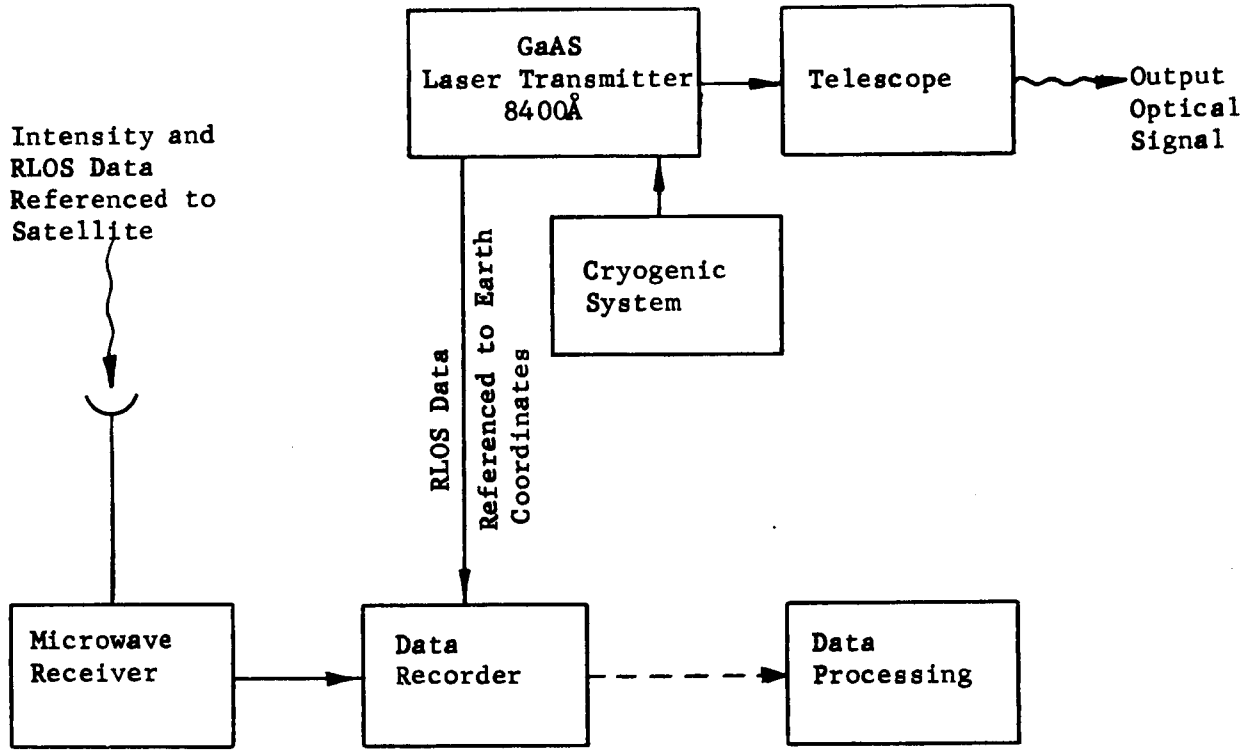 GaAS
Laser Transmitter
8400Å
Telescope
Output
Optical
Signal
Intensity and
RLOS Data
Referenced to
Satellite
Cryogenic
System
RLOS Data
Referenced to Earth
Coordinates
Microwave
Receiver
Data
Recorder
Data
Processing